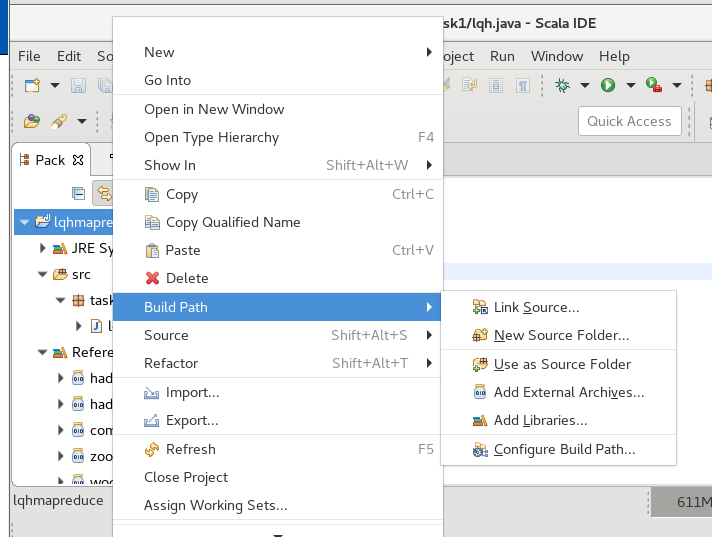 sk1/lqh.java - Scala IDE
File Edit So oject Run Window Help
New
Go Into
Open in New Window
Quick Access
Open Type Hierarchy F4
Pack
Show In Shift+Alt+W
Copy Ctrl+C
lqhmapre
Copy Qualified Name
JRE Sy
Paste Ctrl+V
src
Delete
task
Build Path
l
Source Shift+Alt+S
Refere
Refactor Shift+Alt+T
had
Import...
had
Export...
com
Refresh F5
zoo
Close Project
woo
Assign Working Sets...
Link Source...
New Source Folder...
Use as Source Folder
Add External Archives...
Add Libraries...
Configure Build Path...
lqhmapreduce
611M